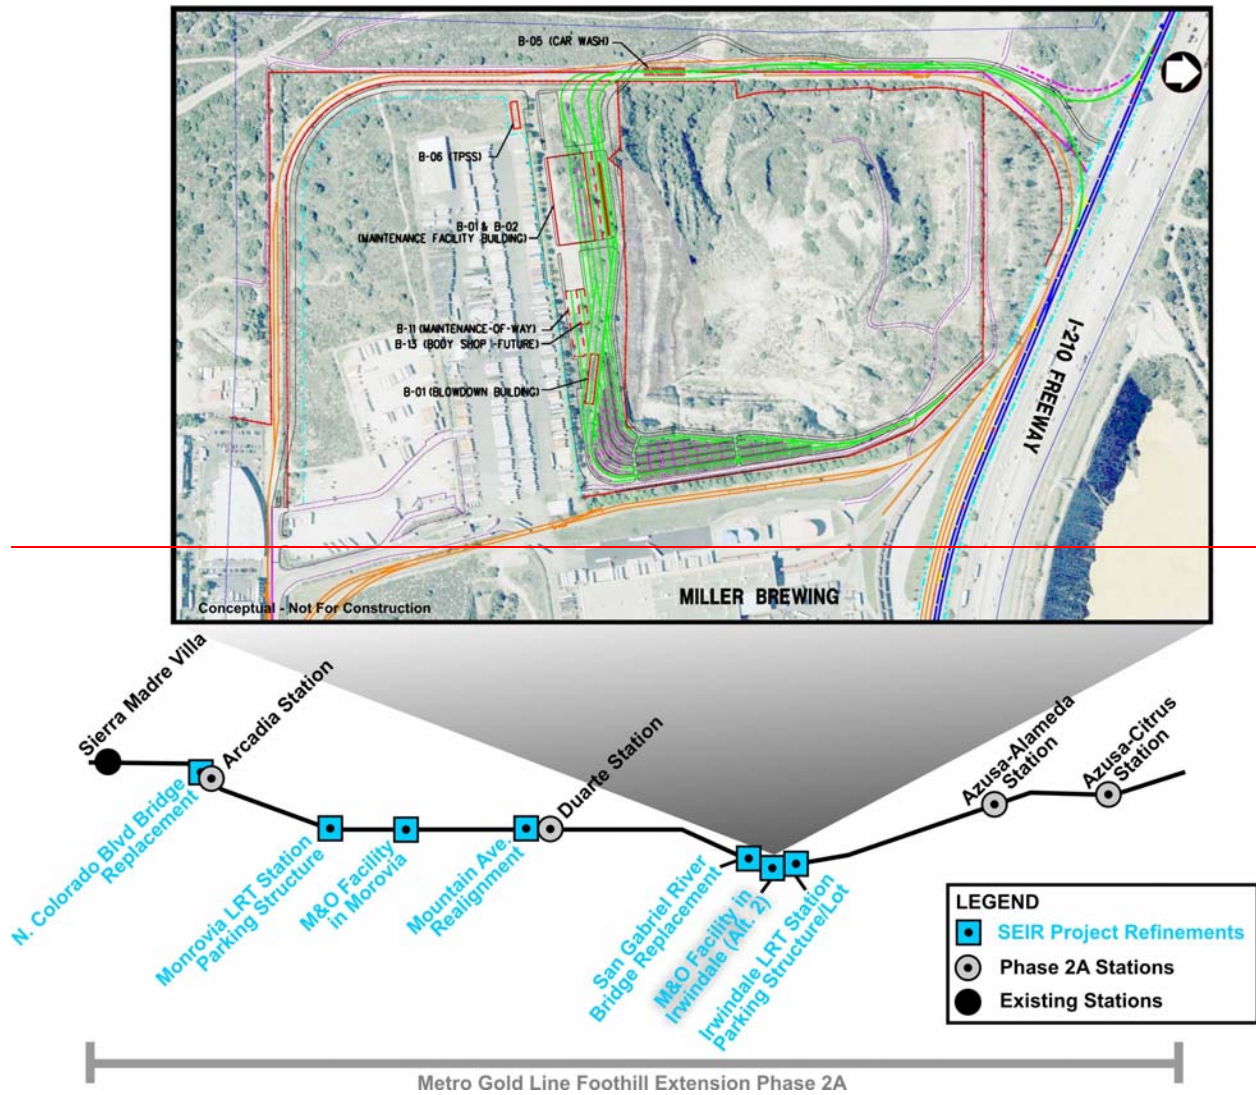 B-05 (CAR WASH)
B-06 (TPSS)
B-01 & B-02
(MAINTENANCE FACILITY BUILDING)
B-11 (MAINTENANCE-OF-WAY)
B-13 (BODY SHOP -FUTURE)
B-01 (BLOWDOWN BUILDING)
I-210 FREEWAY
MILLER BREWING
Conceptual - Not For Construction
Sierra Madre Villa
Arcadia Station
Duarte Station
Azusa-Alameda
Station
Azusa-Citrus
Station
N. Colorado Blvd Bridge
Replacement
Monrovia LRT Station
Parking Structure
M&O Facility
in Morovia
Mountain Ave.
Realignment
San Gabriel River
Bridge Replacement
M&O Facility in
Irwindale (Alt. 2)
Irwindale LRT Station
Parking Structure/Lot
LEGEND
SEIR Project Refinements
Phase 2A Stations
Existing Stations
Metro Gold Line Foothill Extension Phase 2A